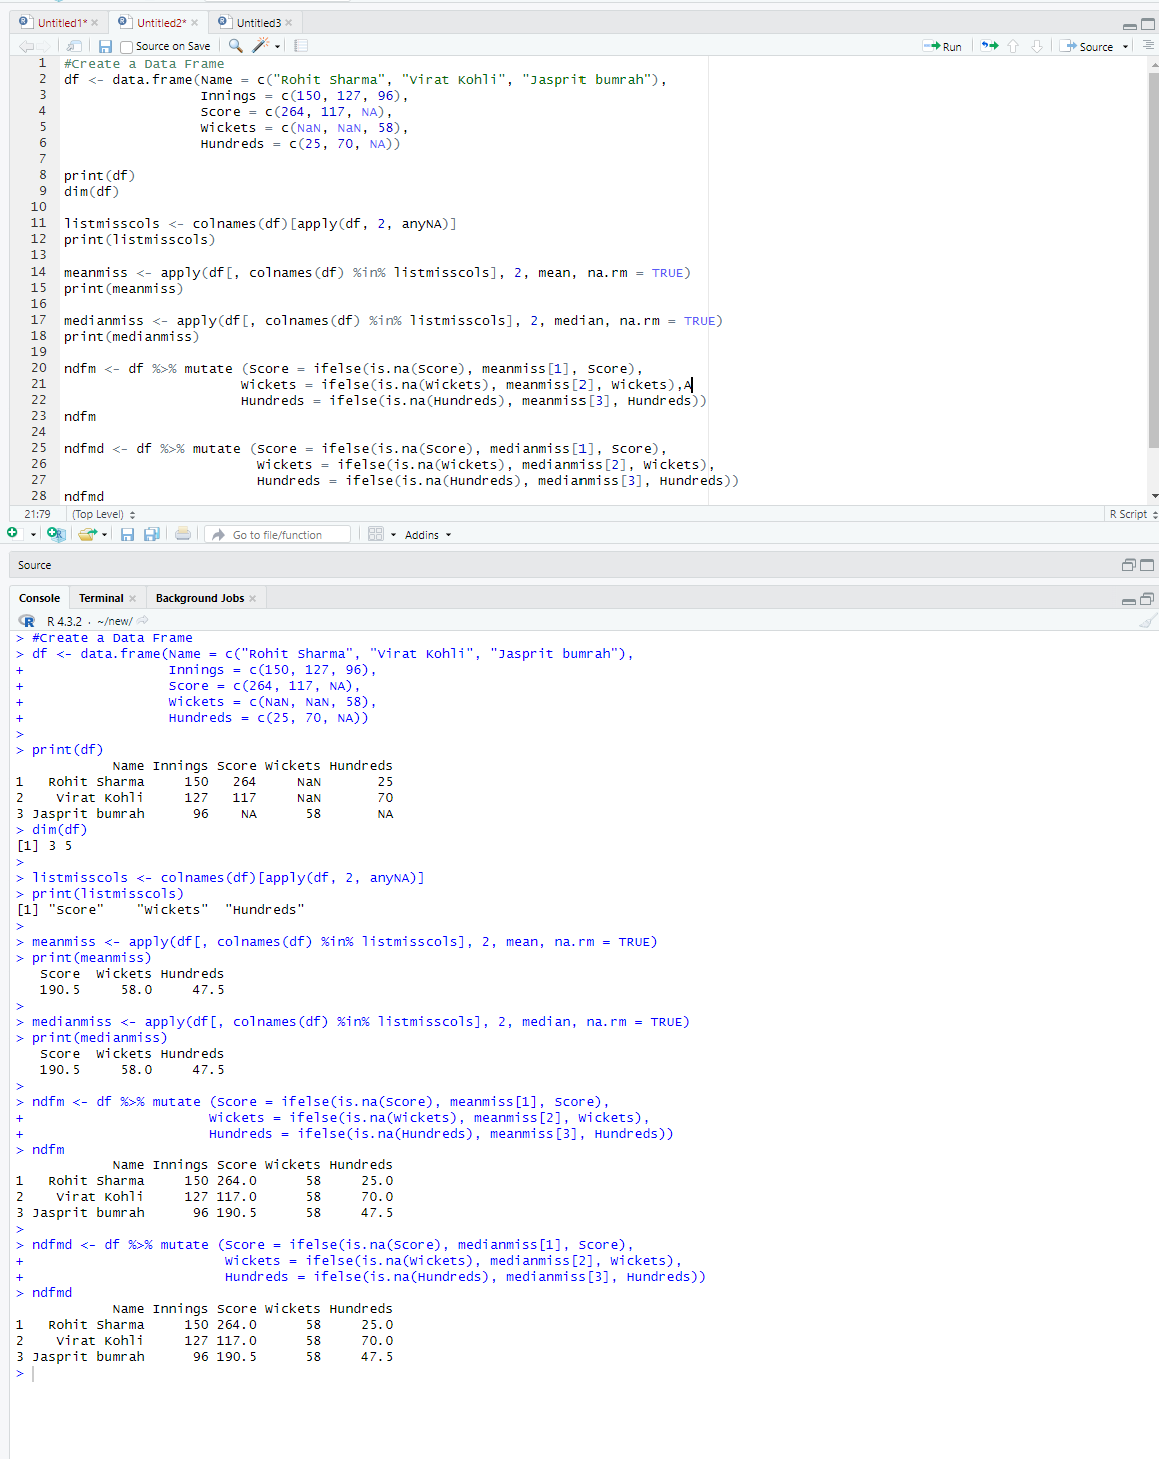 Untitled1* × Untitled2* × Untitled3 ×
Source on Save Run Source
1 #Create a Data Frame
2 df <- data.frame(Name = c("Rohit Sharma", "Virat Kohli", "Jasprit bumrah"),
3 Innings = c(150, 127, 96),
4 Score = c(264, 117, NA),
5 Wickets = c(NaN, NaN, 58),
6 Hundreds = c(25, 70, NA))
7
8 print(df)
9 dim(df)
10
11 listmisscols <- colnames(df)[apply(df, 2, anyNA)]
12 print(listmisscols)
13
14 meanmiss <- apply(df[, colnames(df) %in% listmisscols], 2, mean, na.rm = TRUE)
15 print(meanmiss)
16
17 medianmiss <- apply(df[, colnames(df) %in% listmisscols], 2, median, na.rm = TRUE)
18 print(medianmiss)
19
20 ndfm <- df %>% mutate (Score = ifelse(is.na(Score), meanmiss[1], Score),
21 Wickets = ifelse(is.na(Wickets), meanmiss[2], Wickets),A
22 Hundreds = ifelse(is.na(Hundreds), meanmiss[3], Hundreds))
23 ndfm
24
25 ndfmd <- df %>% mutate (Score = ifelse(is.na(Score), medianmiss[1], Score),
26 Wickets = ifelse(is.na(Wickets), medianmiss[2], Wickets),
27 Hundreds = ifelse(is.na(Hundreds), medianmiss[3], Hundreds))
28 ndfmd
21:79 (Top Level) R Script
Go to file/function Addins
Source
Console Terminal × Background Jobs ×
R 4.3.2 · ~/new/
> #Create a Data Frame
> df <- data.frame(Name = c("Rohit Sharma", "Virat Kohli", "Jasprit bumrah"),
+ Innings = c(150, 127, 96),
+ Score = c(264, 117, NA),
+ Wickets = c(NaN, NaN, 58),
+ Hundreds = c(25, 70, NA))
>
> print(df)
Name Innings Score Wickets Hundreds
1 Rohit Sharma 150 264 NaN 25
2 Virat Kohli 127 117 NaN 70
3 Jasprit bumrah 96 NA 58 NA
> dim(df)
[1] 3 5
>
> listmisscols <- colnames(df)[apply(df, 2, anyNA)]
> print(listmisscols)
[1] "Score" "Wickets" "Hundreds"
>
> meanmiss <- apply(df[, colnames(df) %in% listmisscols], 2, mean, na.rm = TRUE)
> print(meanmiss)
Score Wickets Hundreds
190.5 58.0 47.5
>
> medianmiss <- apply(df[, colnames(df) %in% listmisscols], 2, median, na.rm = TRUE)
> print(medianmiss)
Score Wickets Hundreds
190.5 58.0 47.5
>
> ndfm <- df %>% mutate (Score = ifelse(is.na(Score), meanmiss[1], Score),
+ Wickets = ifelse(is.na(Wickets), meanmiss[2], Wickets),
+ Hundreds = ifelse(is.na(Hundreds), meanmiss[3], Hundreds))
> ndfm
Name Innings Score Wickets Hundreds
1 Rohit Sharma 150 264.0 58 25.0
2 Virat Kohli 127 117.0 58 70.0
3 Jasprit bumrah 96 190.5 58 47.5
>
> ndfmd <- df %>% mutate (Score = ifelse(is.na(Score), medianmiss[1], Score),
+ Wickets = ifelse(is.na(Wickets), medianmiss[2], Wickets),
+ Hundreds = ifelse(is.na(Hundreds), medianmiss[3], Hundreds))
> ndfmd
Name Innings Score Wickets Hundreds
1 Rohit Sharma 150 264.0 58 25.0
2 Virat Kohli 127 117.0 58 70.0
3 Jasprit bumrah 96 190.5 58 47.5
>